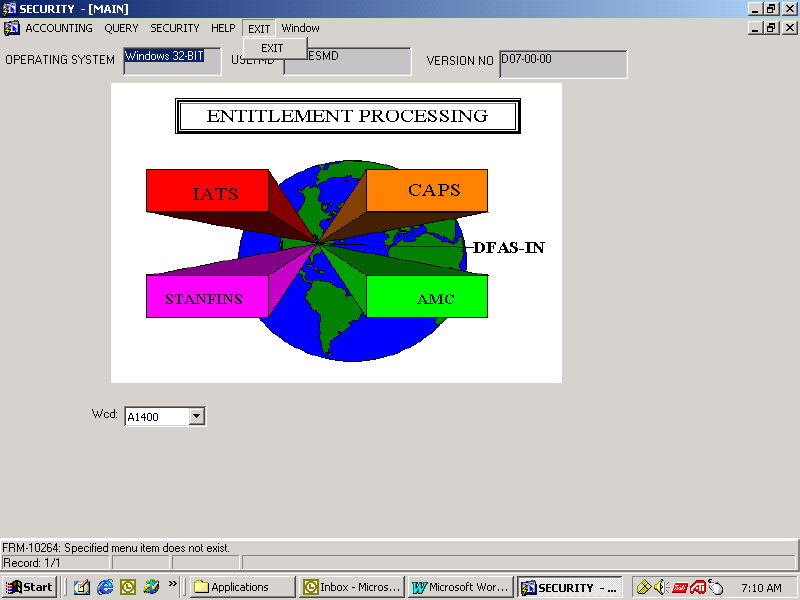 SECURITY - [MAIN]
ACCOUNTING QUERY SECURITY HELP EXIT Window
EXIT
OPERATING SYSTEM Windows 32-BIT ESMD VERSION NO D07-00-00
ENTITLEMENT PROCESSING
IATS CAPS
DFAS-IN
STANFINS AMC
Wcd: A1400
FRM-10264: Specified menu item does not exist.
Record: 1/1
Start » Applications Inbox - Micros... Microsoft Wor... SECURITY - ... 7:10 AM